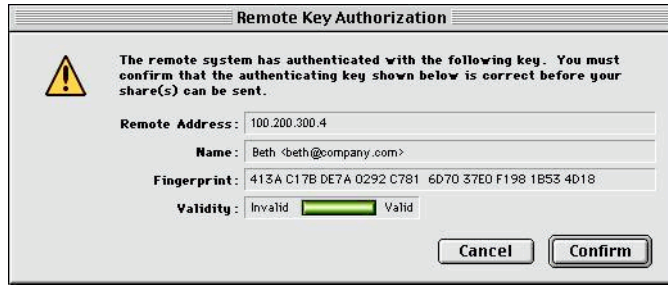 Remote Key Authorization
The remote system has authenticated with the following key. You must
confirm that the authenticating key shown below is correct before your
share(s) can be sent.
Remote Address: 100.200.300.4
Name: Beth <beth@company.com>
Fingerprint: 413A C17B DE7A 0292 C781 6D70 37E0 F198 1B53 4D18
Validity: Invalid Valid
Cancel Confirm